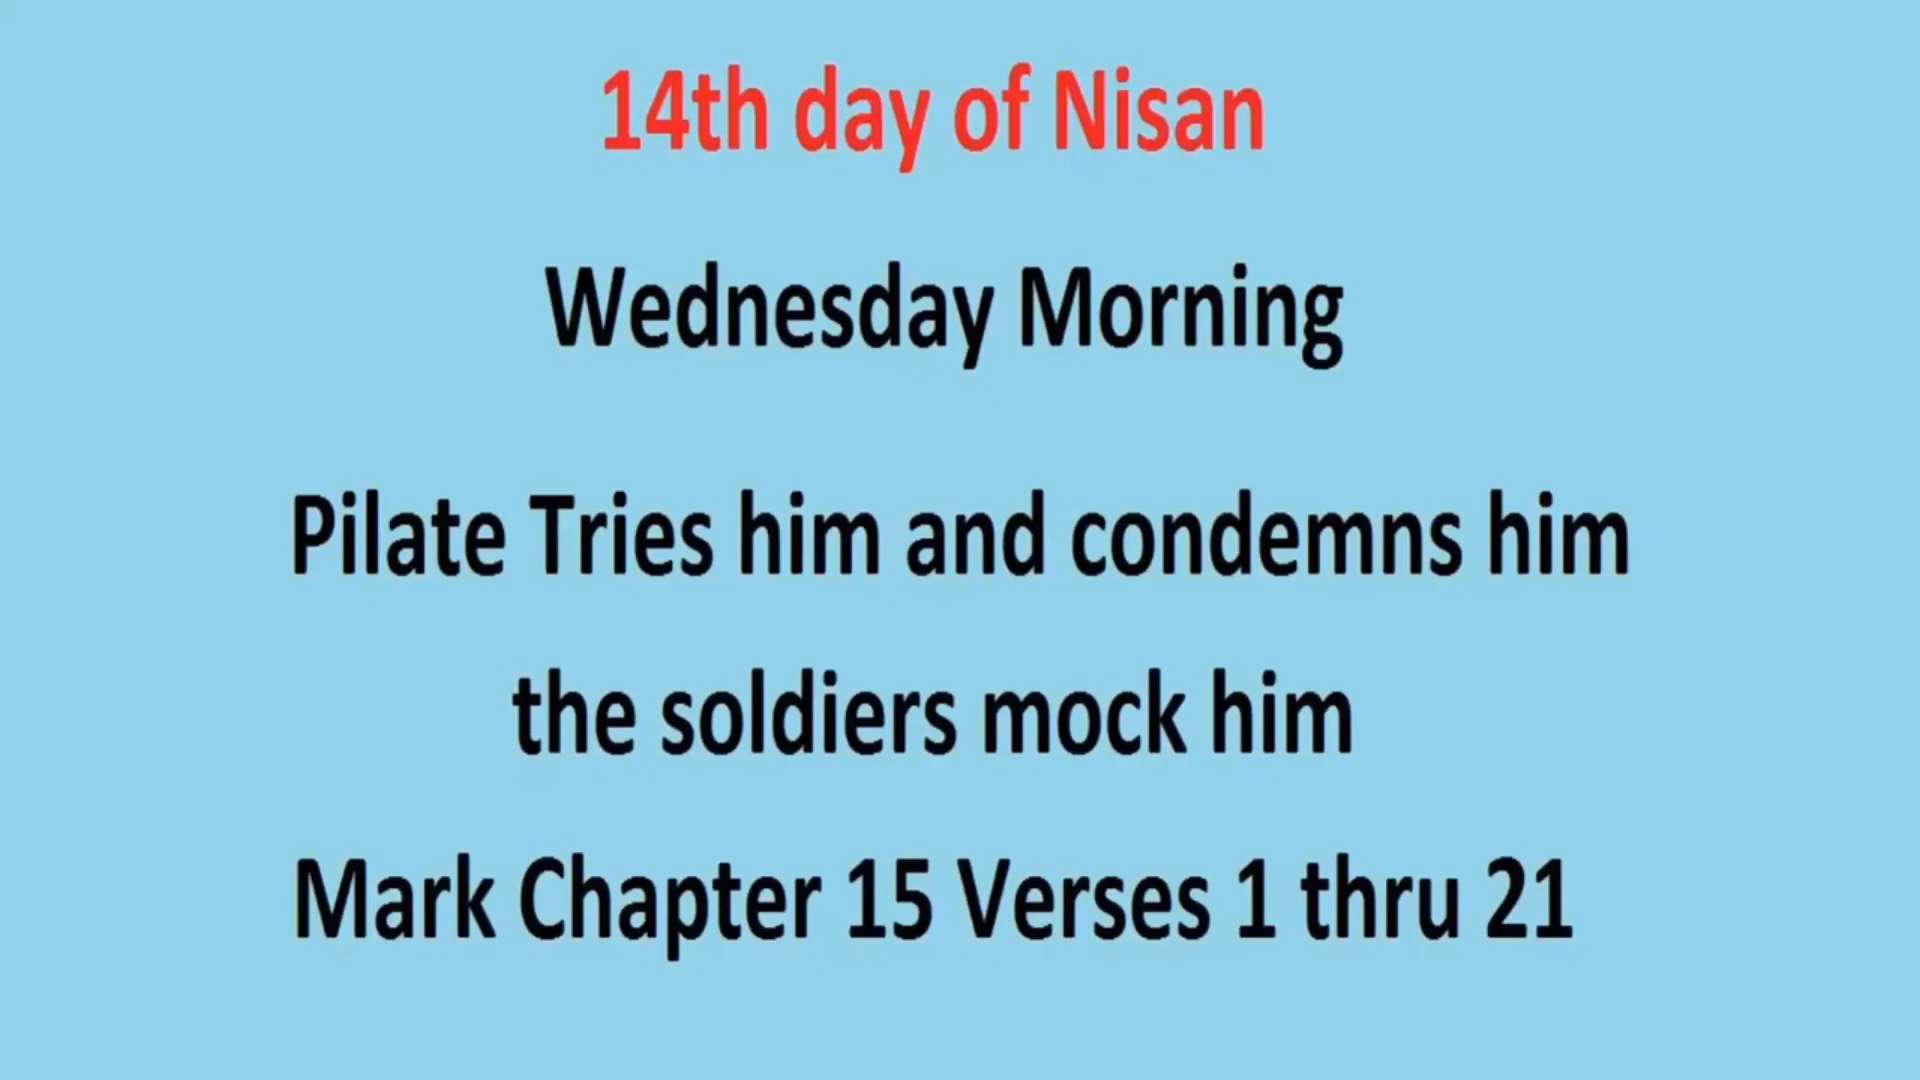 14th day of Nisan
Wednesday Morning
Pilate Tries him and condemns him
the soldiers mock him
Mark Chapter 15 Verses 1 thru 21